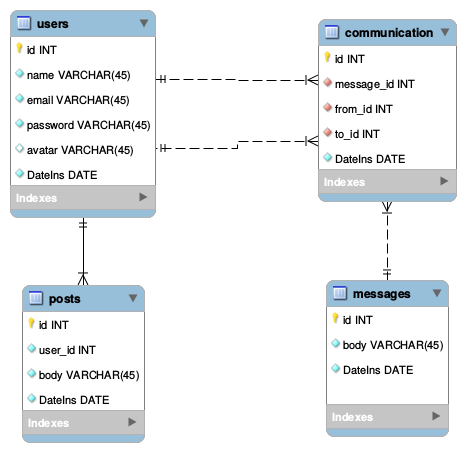 users
id INT
name VARCHAR(45)
email VARCHAR(45)
password VARCHAR(45)
avatar VARCHAR(45)
DateIns DATE
Indexes
communication
id INT
message_id INT
from_id INT
to_id INT
DateIns DATE
Indexes
posts
id INT
user_id INT
body VARCHAR(45)
DateIns DATE
Indexes
messages
id INT
body VARCHAR(45)
DateIns DATE
Indexes